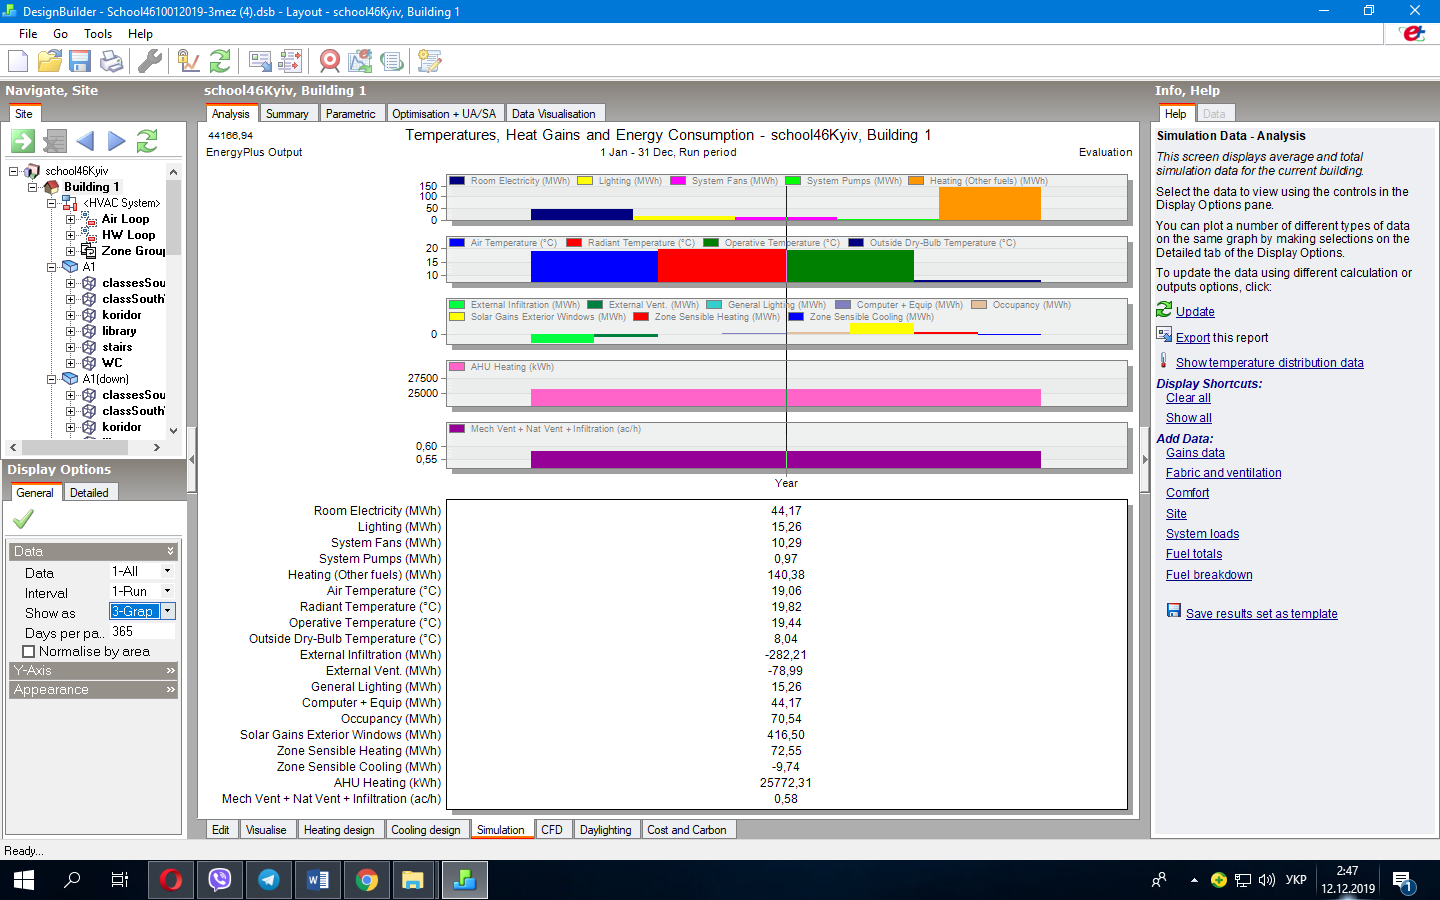 DesignBuilder - School4610012019-3mez (4).dsb - Layout - school46Kyiv, Building 1
File Go Tools Help
Navigate, Site
Site
school46Kyiv
Building 1
<HVAC System>
Air Loop
HW Loop
Zone Group
A1
classesSou
classSouth
koridor
library
stairs
WC
A1(down)
classesSou
classSouth
koridor
Display Options
General Detailed
Data
Data 1-All
Interval 1-Run
Show as 3-Grap
Days per pa.. 365
Normalise by area
Y-Axis
Appearance
school46Kyiv, Building 1
Analysis Summary Parametric Optimisation + UA/SA Data Visualisation
44166,94
Temperatures, Heat Gains and Energy Consumption - school46Kyiv, Building 1
EnergyPlus Output 1 Jan - 31 Dec, Run period Evaluation
Room Electricity (MWh) Lighting (MWh) System Fans (MWh) System Pumps (MWh) Heating (Other fuels) (MWh)
150
100
50
0
Air Temperature (°C) Radiant Temperature (°C) Operative Temperature (°C) Outside Dry-Bulb Temperature (°C)
20
15
10
External Infiltration (MWh) External Vent. (MWh) General Lighting (MWh) Computer + Equip (MWh) Occupancy (MWh)
Solar Gains Exterior Windows (MWh) Zone Sensible Heating (MWh) Zone Sensible Cooling (MWh)
0
AHU Heating (kWh)
27500
25000
Mech Vent + Nat Vent + Infiltration (ac/h)
0,60
0,55
Year
Room Electricity (MWh) 44,17
Lighting (MWh) 15,26
System Fans (MWh) 10,29
System Pumps (MWh) 0,97
Heating (Other fuels) (MWh) 140,38
Air Temperature (°C) 19,06
Radiant Temperature (°C) 19,82
Operative Temperature (°C) 19,44
Outside Dry-Bulb Temperature (°C) 8,04
External Infiltration (MWh) -282,21
External Vent. (MWh) -78,99
General Lighting (MWh) 15,26
Computer + Equip (MWh) 44,17
Occupancy (MWh) 70,54
Solar Gains Exterior Windows (MWh) 416,50
Zone Sensible Heating (MWh) 72,55
Zone Sensible Cooling (MWh) -9,74
AHU Heating (kWh) 25772,31
Mech Vent + Nat Vent + Infiltration (ac/h) 0,58
Edit Visualise Heating design Cooling design Simulation CFD Daylighting Cost and Carbon
Info, Help
Help Data
Simulation Data - Analysis
This screen displays average and total
simulation data for the current building.
Select the data to view using the controls in the
Display Options pane.
You can plot a number of different types of data
on the same graph by making selections on the
Detailed tab of the Display Options.
To update the data using different calculation or
outputs options, click:
Update
Export this report
Show temperature distribution data
Display Shortcuts:
Clear all
Show all
Add Data:
Gains data
Fabric and ventilation
Comfort
Site
System loads
Fuel totals
Fuel breakdown
Save results set as template
Ready...
УКР
2:47
12.12.2019
1